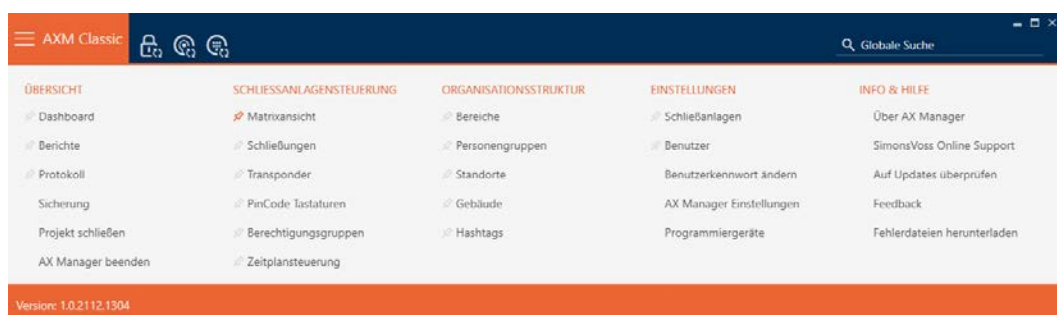 AXM Classic
Globale Suche
ÜBERSICHT
Dashboard
Berichte
Protokoll
Sicherung
Projekt schließen
AX Manager beenden
SCHLIESSANLAGENSTEUERUNG
Matrixansicht
Schließungen
Transponder
PinCode Tastaturen
Berechtigungsgruppen
Zeitplansteuerung
ORGANISATIONSSTRUKTUR
Bereiche
Personengruppen
Standorte
Gebäude
Hashtags
EINSTELLUNGEN
Schließanlagen
Benutzer
Benutzerkennwort ändern
AX Manager Einstellungen
Programmiergeräte
INFO & HILFE
Über AX Manager
SimonsVoss Online Support
Auf Updates überprüfen
Feedback
Fehlerdateien herunterladen
Version: 1.0.2112.1304